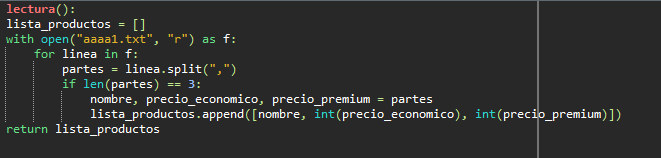 lectura():
lista_productos = []
with open("aaaa1.txt", "r") as f:
    for linea in f:
        partes = linea.split(",")
        if len(partes) == 3:
            nombre, precio_economico, precio_premium = partes
            lista_productos.append([nombre, int(precio_economico), int(precio_premium)])
return lista_productos